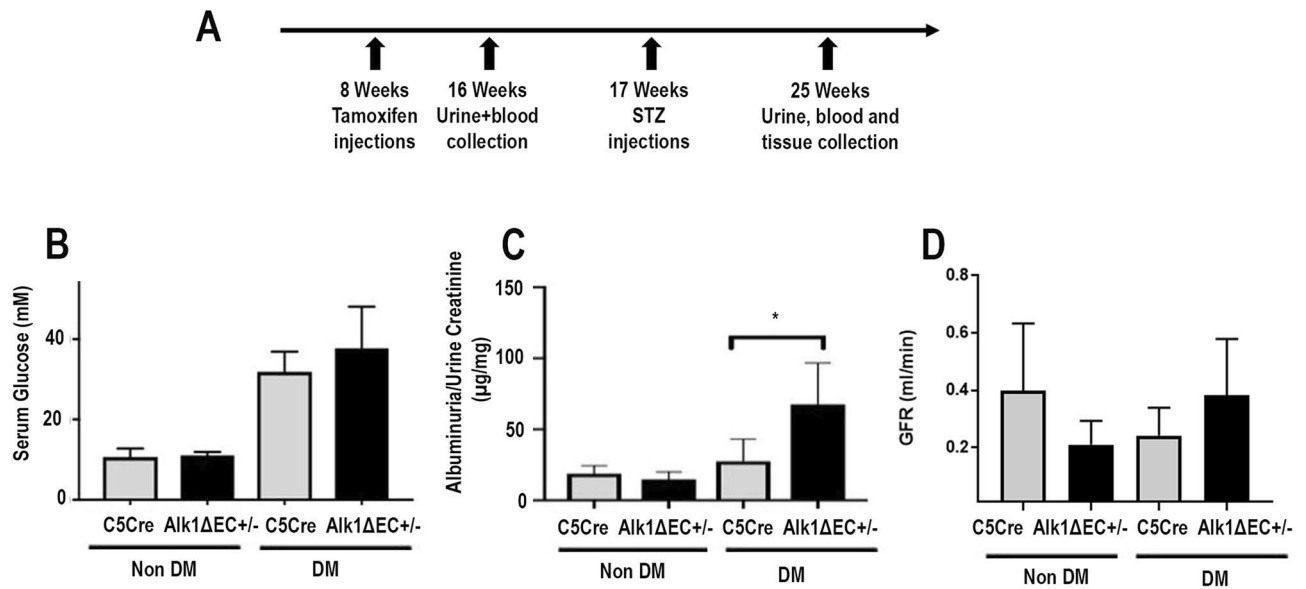 A
8 Weeks
Tamoxifen
injections
16 Weeks
Urine+blood
collection
17 Weeks
STZ
injections
25 Weeks
Urine, blood and
tissue collection
B
Serum Glucose (mM)
40
20
0
C5Cre Alk1ΔEC+/- C5Cre Alk1ΔEC+/-
Non DM DM
C
Albuminuria/Urine Creatinine
(µg/mg)
150
100
50
0
*
C5Cre Alk1ΔEC+/- C5Cre Alk1ΔEC+/-
Non DM DM
D
GFR (ml/min)
0.8
0.6
0.4
0.2
C5Cre Alk1ΔEC+/- C5Cre Alk1ΔEC+/-
Non DM DM